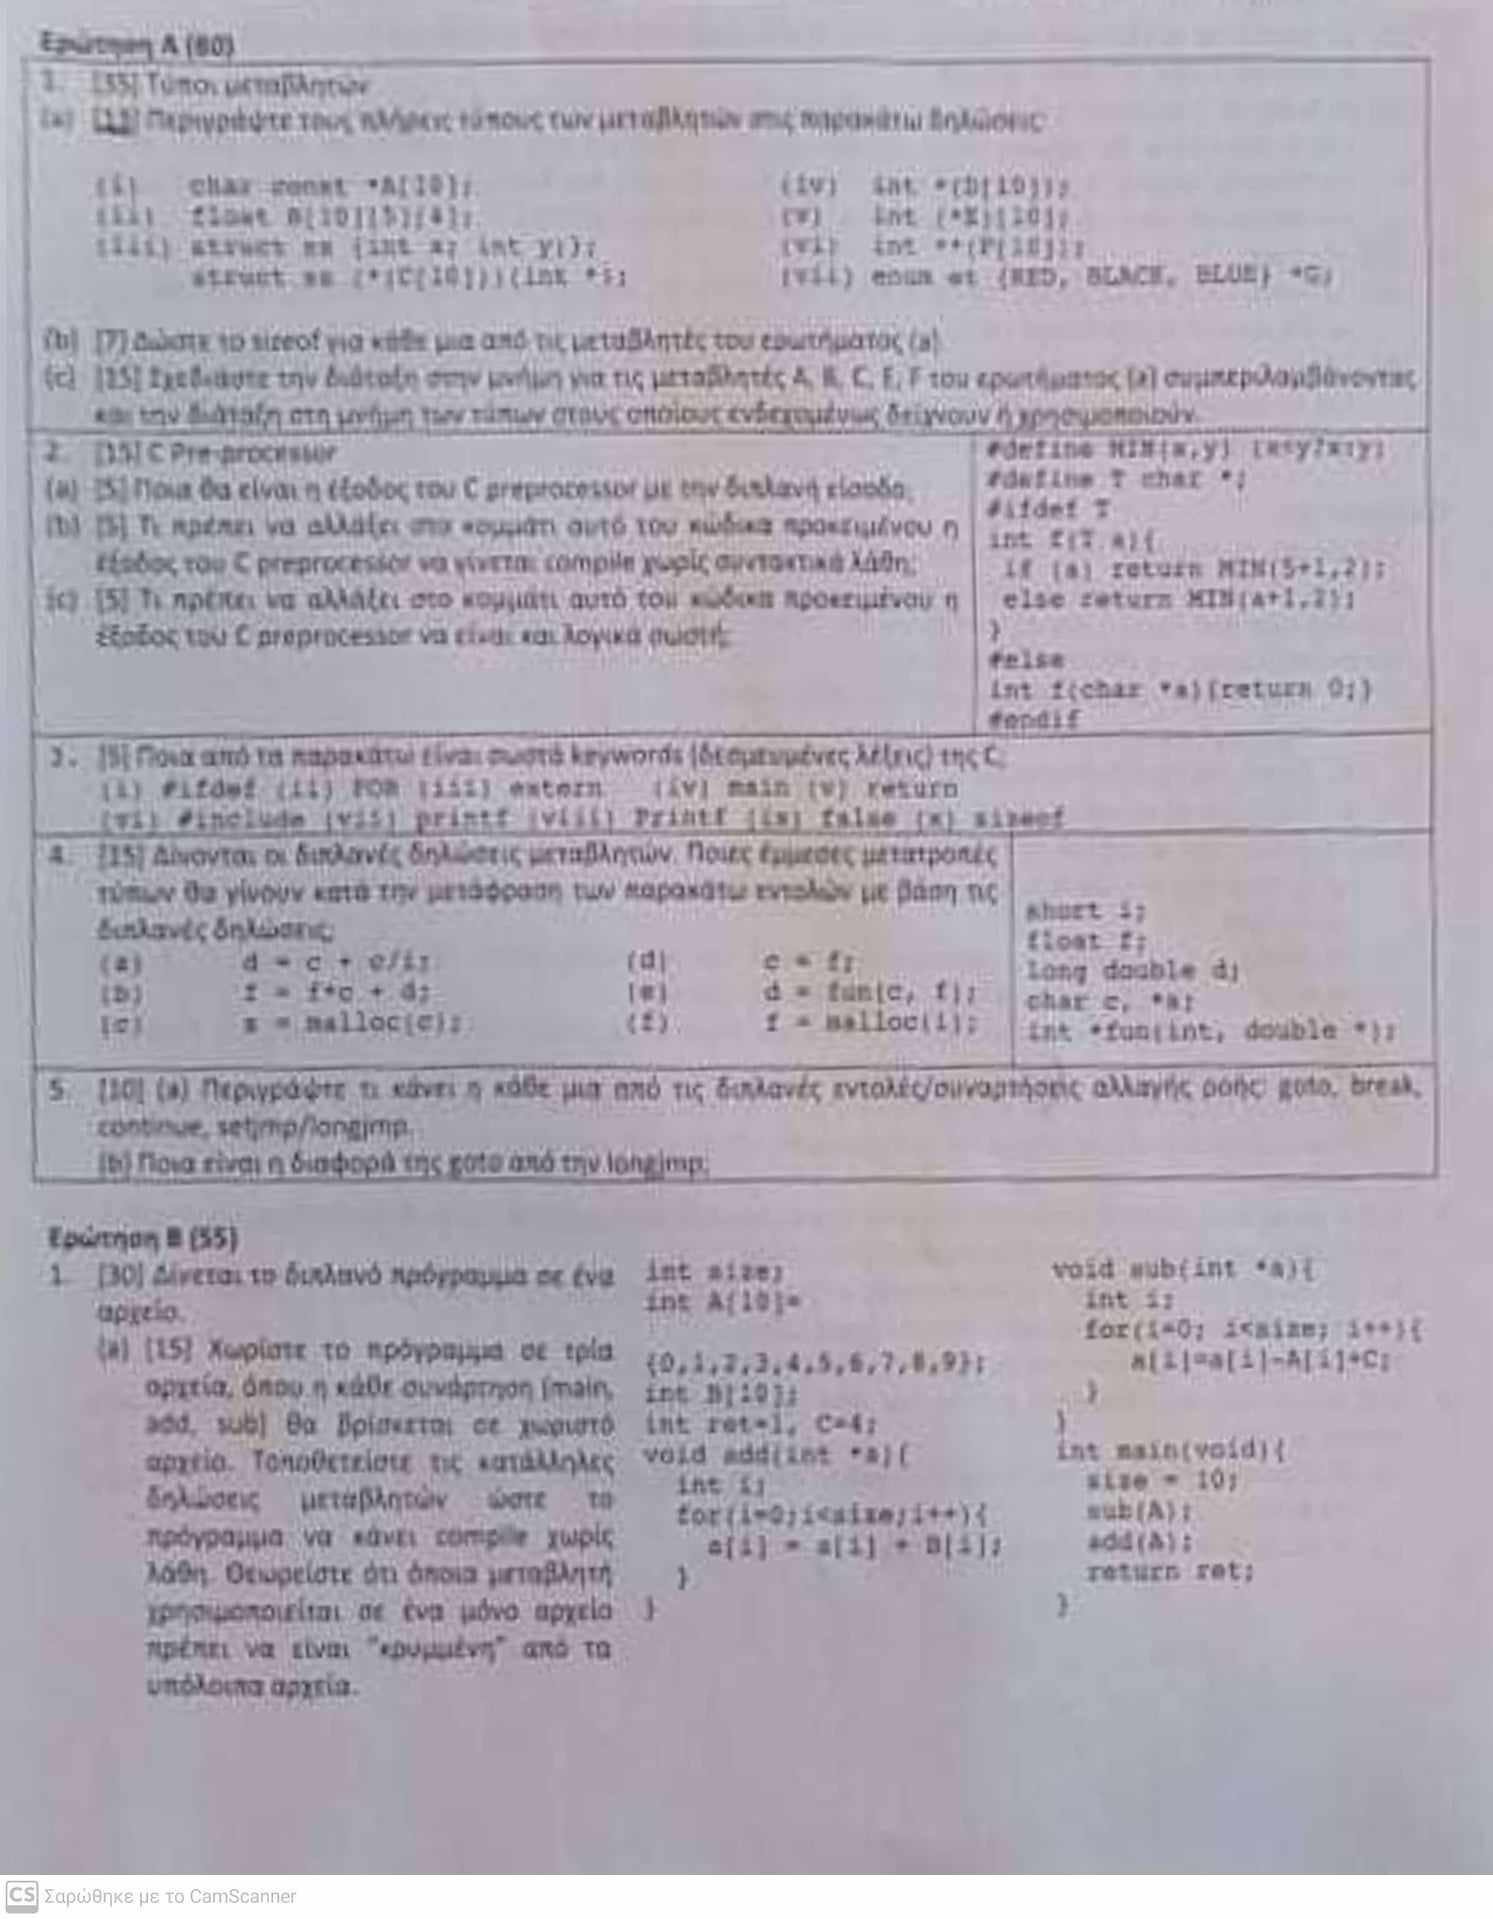 Ερώτηση Α (80)
1. [35] Τύποι μεταβλητών
(a) [13] Περιγράψτε τους πλήρεις τύπους των μεταβλητών στις παρακάτω δηλώσεις
(i) char const *A[10];
(ii) float B[10][5][4];
(iii) struct ss {int x; int y;};
struct ss (*(C[10]))(int *i;
(iv) int *(D[10]);
(v) int (*E)[10];
(vi) int **(F[10]);
(vii) enum et {RED, BLACK, BLUE} *G;
(b) [7] Δώστε το sizeof για κάθε μια από τις μεταβλητές του ερωτήματος (a)
(c) [15] Σχεδιάστε την διάταξη στην μνήμη για τις μεταβλητές A, B, C, E, F του ερωτήματος (a) συμπεριλαμβάνοντας
και την διάταξη στη μνήμη των τύπων στους οποίους ενδεχομένως δείχνουν ή χρησιμοποιούν.
2. [15] C Pre-processor
(a) [5] Ποια θα είναι η έξοδος του C preprocessor με την διπλανή είσοδο;
(b) [5] Τι πρέπει να αλλάξει στο κομμάτι αυτό του κώδικα προκειμένου η
έξοδος του C preprocessor να γίνεται compile χωρίς συντακτικά λάθη;
(c) [5] Τι πρέπει να αλλάξει στο κομμάτι αυτό του κώδικα προκειμένου η
έξοδος του C preprocessor να είναι και λογικά σωστή;
#define MIN(x,y) (x<y?x:y)
#define T char *;
#ifdef T
int f(T a){
if (a) return MIN(5+1,2);
else return MIN(a+1,2);
}
#else
int f(char *a){return 0;}
#endif
3. [5] Ποια από τα παρακάτω είναι σωστά keywords (δεσμευμένες λέξεις) της C;
(i) #ifdef (ii) FOR (iii) extern (iv) main (v) return
(vi) #include (vii) printf (viii) Printf (ix) false (x) sizeof
4. [15] Δίνονται οι διπλανές δηλώσεις μεταβλητών. Ποιες έμμεσες μετατροπές
τύπων θα γίνουν κατά την μετάφραση των παρακάτω εντολών με βάση τις
διπλανές δηλώσεις;
(a) d = c + c/i;
(b) f = f*c + d;
(c) a = malloc(c);
(d) c = f;
(e) d = fun(c, f);
(f) f = malloc(i);
short i;
float f;
long double d;
char c, *a;
int *fun(int, double *);
5. [10] (a) Περιγράψτε τι κάνει η κάθε μια από τις διπλανές εντολές/συναρτήσεις αλλαγής ροής: goto, break,
continue, setjmp/longjmp.
(b) Ποια είναι η διαφορά της goto από την longjmp;
Ερώτηση Β (55)
1. [30] Δίνεται το διπλανό πρόγραμμα σε ένα
αρχείο.
(a) [15] Χωρίστε το πρόγραμμα σε τρία
αρχεία, όπου η κάθε συνάρτηση (main,
add, sub) θα βρίσκεται σε χωριστό
αρχείο. Τοποθετείστε τις κατάλληλες
δηλώσεις μεταβλητών ώστε το
πρόγραμμα να κάνει compile χωρίς
λάθη. Θεωρείστε ότι όποια μεταβλητή
χρησιμοποιείται σε ένα μόνο αρχείο
πρέπει να είναι "κρυμμένη" από τα
υπόλοιπα αρχεία.
int size;
int A[10]=
{0,1,2,3,4,5,6,7,8,9};
int B[10];
int ret=1, C=4;
void add(int *a){
int i;
for(i=0;i<size;i++){
a[i] = a[i] + B[i];
}
}
void sub(int *a){
int i;
for(i=0; i<size; i++){
a[i]=a[i]-A[i]+C;
}
}
int main(void){
size = 10;
sub(A);
add(A);
return ret;
}
CS Σαρώθηκε με το CamScanner